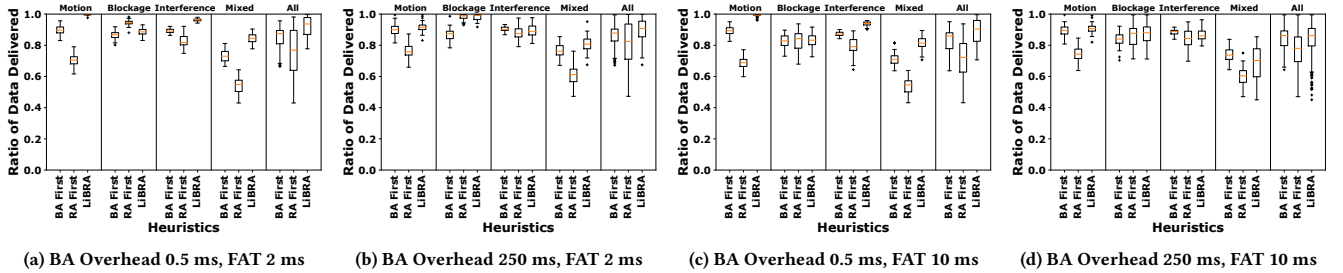 Motion Blockage Interference Mixed All
Ratio of Data Delivered
1.0
0.8
0.6
0.4
0.2
0.0
BA First RA First LiBRA BA First RA First LiBRA BA First RA First LiBRA BA First RA First LiBRA BA First RA First LiBRA
Heuristics
(a) BA Overhead 0.5 ms, FAT 2 ms
Motion Blockage Interference Mixed All
Ratio of Data Delivered
1.0
0.8
0.6
0.4
0.2
0.0
BA First RA First LiBRA BA First RA First LiBRA BA First RA First LiBRA BA First RA First LiBRA BA First RA First LiBRA
Heuristics
(b) BA Overhead 250 ms, FAT 2 ms
Motion Blockage Interference Mixed All
Ratio of Data Delivered
1.0
0.8
0.6
0.4
0.2
0.0
BA First RA First LiBRA BA First RA First LiBRA BA First RA First LiBRA BA First RA First LiBRA BA First RA First LiBRA
Heuristics
(c) BA Overhead 0.5 ms, FAT 10 ms
Motion Blockage Interference Mixed All
Ratio of Data Delivered
1.0
0.8
0.6
0.4
0.2
0.0
BA First RA First LiBRA BA First RA First LiBRA BA First RA First LiBRA BA First RA First LiBRA BA First RA First LiBRA
Heuristics
(d) BA Overhead 250 ms, FAT 10 ms